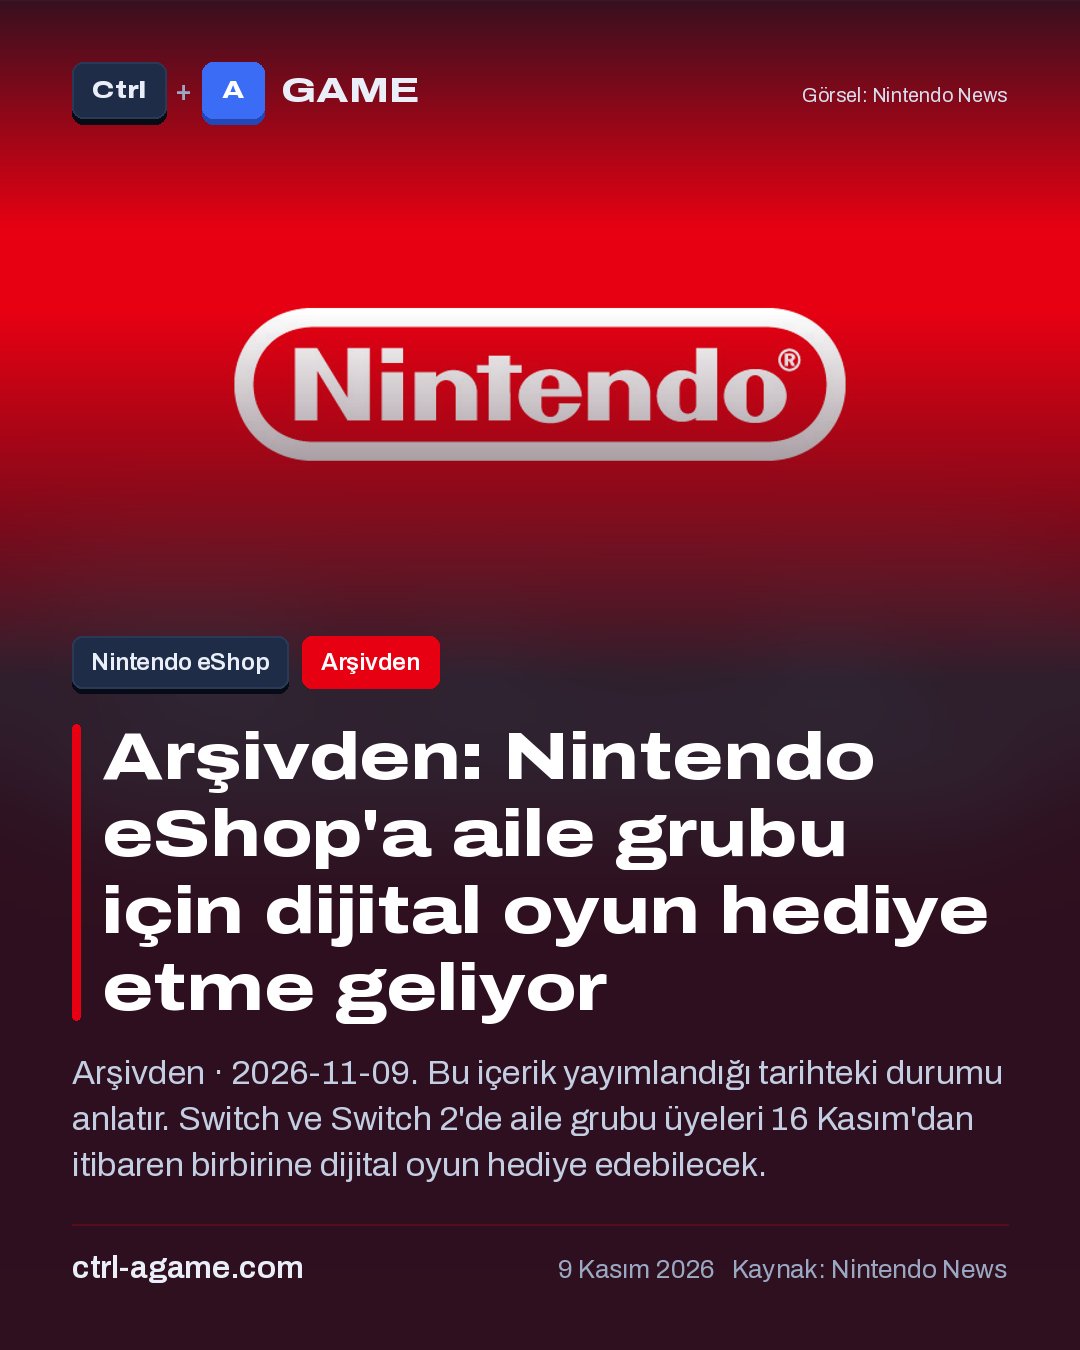 Ctrl + A GAME
Görsel: Nintendo News
Nintendo®
Nintendo eShop
Arşivden
Arşivden: Nintendo
eShop'a aile grubu
için dijital oyun hediye
etme geliyor
Arşivden · 2026-11-09. Bu içerik yayımlandığı tarihteki durumu
anlatır. Switch ve Switch 2'de aile grubu üyeleri 16 Kasım'dan
itibaren birbirine dijital oyun hediye edebilecek.
ctrl-agame.com
9 Kasım 2026 Kaynak: Nintendo News